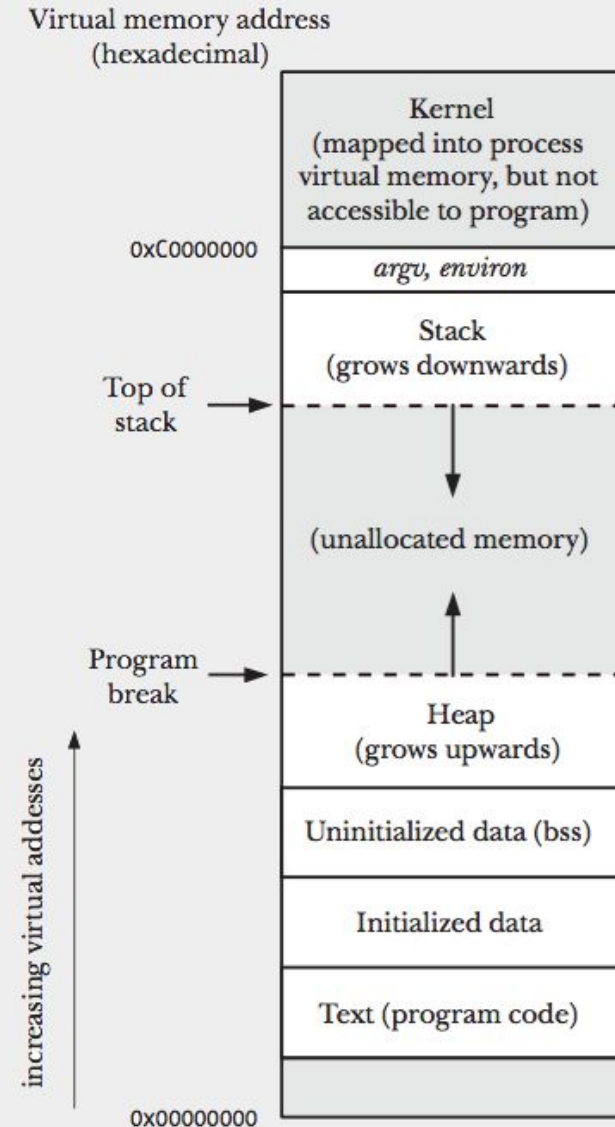 Virtual memory address
(hexadecimal)
Kernel
(mapped into process
virtual memory, but not
accessible to program)
0xC0000000
argv, environ
Stack
(grows downwards)
Top of
stack
(unallocated memory)
Program
break
Heap
(grows upwards)
Uninitialized data (bss)
Initialized data
Text (program code)
increasing virtual addesses
0x00000000